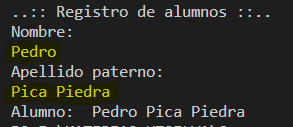 ..:: Registro de alumnos ::..
Nombre:
Pedro
Apellido paterno:
Pica Piedra
Alumno:  Pedro Pica Piedra